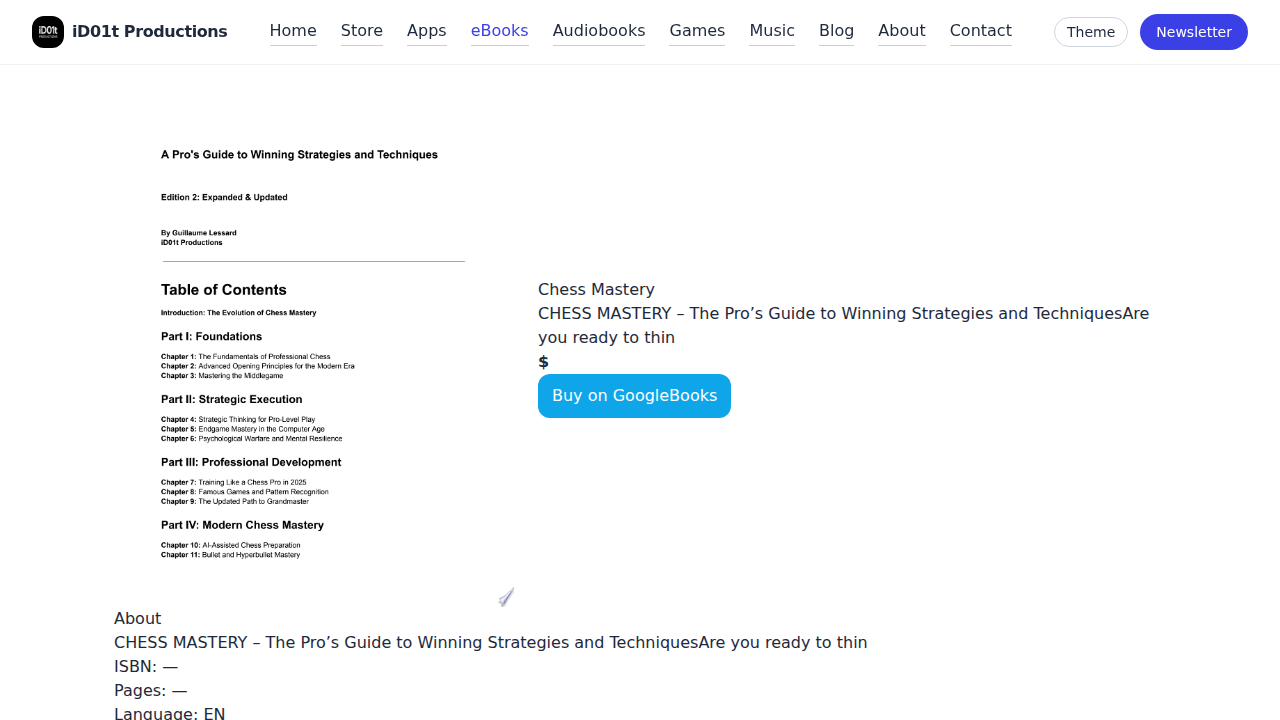 iD01t Productions
Home
Store
Apps
eBooks
Audiobooks
Games
Music
Blog
About
Contact
Theme
Newsletter
A Pro's Guide to Winning Strategies and Techniques
Edition 2: Expanded & Updated
By Guillaume Lessard
iD01t Productions
Table of Contents
Introduction: The Evolution of Chess Mastery
Part I: Foundations
Chapter 1: The Fundamentals of Professional Chess
Chapter 2: Advanced Opening Principles for the Modern Era
Chapter 3: Mastering the Middlegame
Part II: Strategic Execution
Chapter 4: Strategic Thinking for Pro-Level Play
Chapter 5: Endgame Mastery in the Computer Age
Chapter 6: Psychological Warfare and Mental Resilience
Part III: Professional Development
Chapter 7: Training Like a Chess Pro in 2025
Chapter 8: Famous Games and Pattern Recognition
Chapter 9: The Updated Path to Grandmaster
Part IV: Modern Chess Mastery
Chapter 10: AI-Assisted Chess Preparation
Chapter 11: Bullet and Hyperbullet Mastery
Chess Mastery
CHESS MASTERY – The Pro’s Guide to Winning Strategies and TechniquesAre
you ready to thin
$
Buy on GoogleBooks
About
CHESS MASTERY – The Pro’s Guide to Winning Strategies and TechniquesAre you ready to thin
ISBN: —
Pages: —
Language: EN